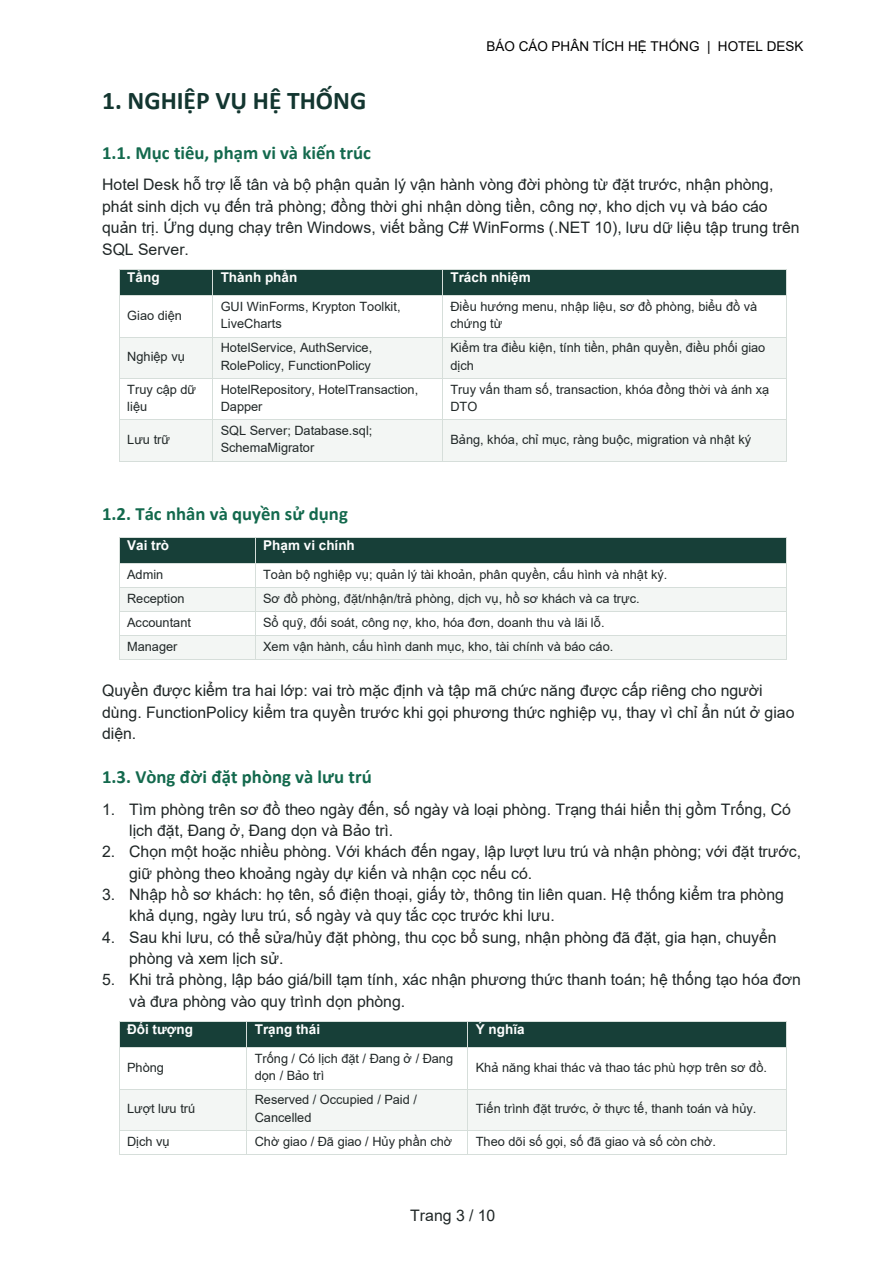 BÁO CÁO PHÂN TÍCH HỆ THỐNG | HOTEL DESK
1. NGHIỆP VỤ HỆ THỐNG
1.1. Mục tiêu, phạm vi và kiến trúc
Hotel Desk hỗ trợ lễ tân và bộ phận quản lý vận hành vòng đời phòng từ đặt trước, nhận phòng,
phát sinh dịch vụ đến trả phòng; đồng thời ghi nhận dòng tiền, công nợ, kho dịch vụ và báo cáo
quản trị. Ứng dụng chạy trên Windows, viết bằng C# WinForms (.NET 10), lưu dữ liệu tập trung trên
SQL Server.
Tầng Thành phần Trách nhiệm
Giao diện GUI WinForms, Krypton Toolkit, LiveCharts Điều hướng menu, nhập liệu, sơ đồ phòng, biểu đồ và chứng từ
Nghiệp vụ HotelService, AuthService, RolePolicy, FunctionPolicy Kiểm tra điều kiện, tính tiền, phân quyền, điều phối giao dịch
Truy cập dữ liệu HotelRepository, HotelTransaction, Dapper Truy vấn tham số, transaction, khóa đồng thời và ánh xạ DTO
Lưu trữ SQL Server; Database.sql; SchemaMigrator Bảng, khóa, chỉ mục, ràng buộc, migration và nhật ký
1.2. Tác nhân và quyền sử dụng
Vai trò Phạm vi chính
Admin Toàn bộ nghiệp vụ; quản lý tài khoản, phân quyền, cấu hình và nhật ký.
Reception Sơ đồ phòng, đặt/nhận/trả phòng, dịch vụ, hồ sơ khách và ca trực.
Accountant Sổ quỹ, đối soát, công nợ, kho, hóa đơn, doanh thu và lãi lỗ.
Manager Xem vận hành, cấu hình danh mục, kho, tài chính và báo cáo.
Quyền được kiểm tra hai lớp: vai trò mặc định và tập mã chức năng được cấp riêng cho người
dùng. FunctionPolicy kiểm tra quyền trước khi gọi phương thức nghiệp vụ, thay vì chỉ ẩn nút ở giao
diện.
1.3. Vòng đời đặt phòng và lưu trú
1. Tìm phòng trên sơ đồ theo ngày đến, số ngày và loại phòng. Trạng thái hiển thị gồm Trống, Có
lịch đặt, Đang ở, Đang dọn và Bảo trì.
2. Chọn một hoặc nhiều phòng. Với khách đến ngay, lập lượt lưu trú và nhận phòng; với đặt trước,
giữ phòng theo khoảng ngày dự kiến và nhận cọc nếu có.
3. Nhập hồ sơ khách: họ tên, số điện thoại, giấy tờ, thông tin liên quan. Hệ thống kiểm tra phòng
khả dụng, ngày lưu trú, số ngày và quy tắc cọc trước khi lưu.
4. Sau khi lưu, có thể sửa/hủy đặt phòng, thu cọc bổ sung, nhận phòng đã đặt, gia hạn, chuyển
phòng và xem lịch sử.
5. Khi trả phòng, lập báo giá/bill tạm tính, xác nhận phương thức thanh toán; hệ thống tạo hóa đơn
và đưa phòng vào quy trình dọn phòng.
Đối tượng Trạng thái Ý nghĩa
Phòng Trống / Có lịch đặt / Đang ở / Đang dọn / Bảo trì Khả năng khai thác và thao tác phù hợp trên sơ đồ.
Lượt lưu trú Reserved / Occupied / Paid / Cancelled Tiến trình đặt trước, ở thực tế, thanh toán và hủy.
Dịch vụ Chờ giao / Đã giao / Hủy phần chờ Theo dõi số gọi, số đã giao và số còn chờ.
Trang 3 / 10